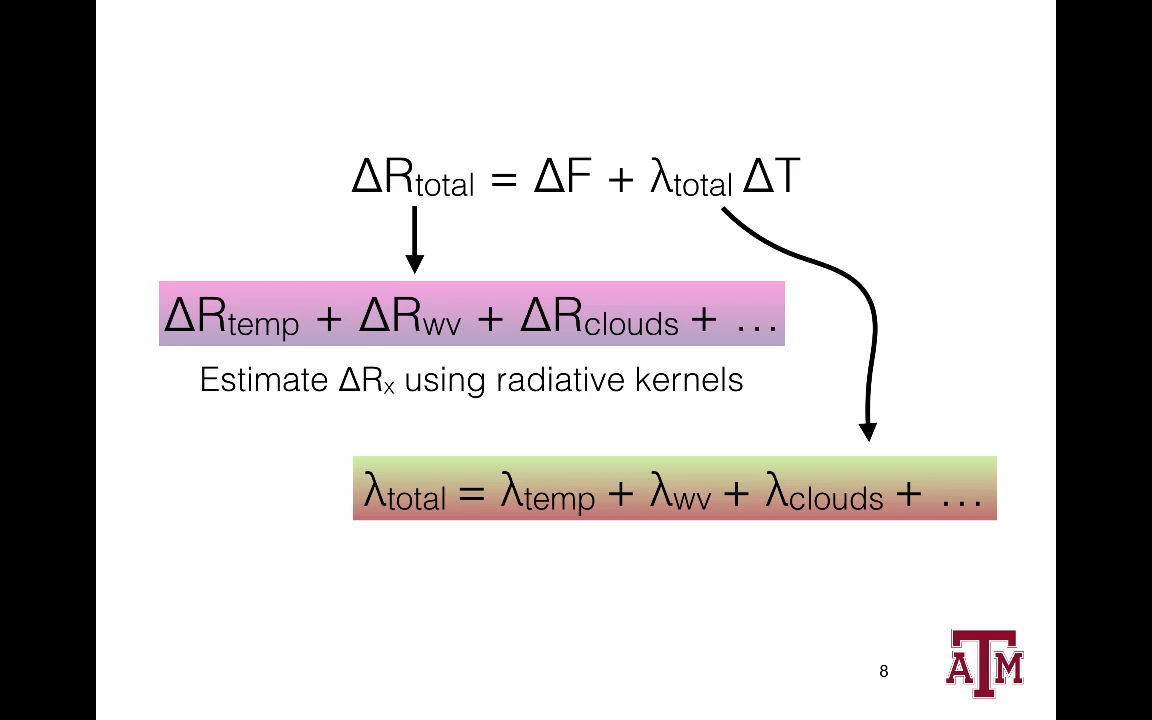 ΔR_total = ΔF + λ_total ΔT
ΔR_temp + ΔR_wv + ΔR_clouds + …
Estimate ΔR_x using radiative kernels
λ_total = λ_temp + λ_wv + λ_clouds + …
8
ATM